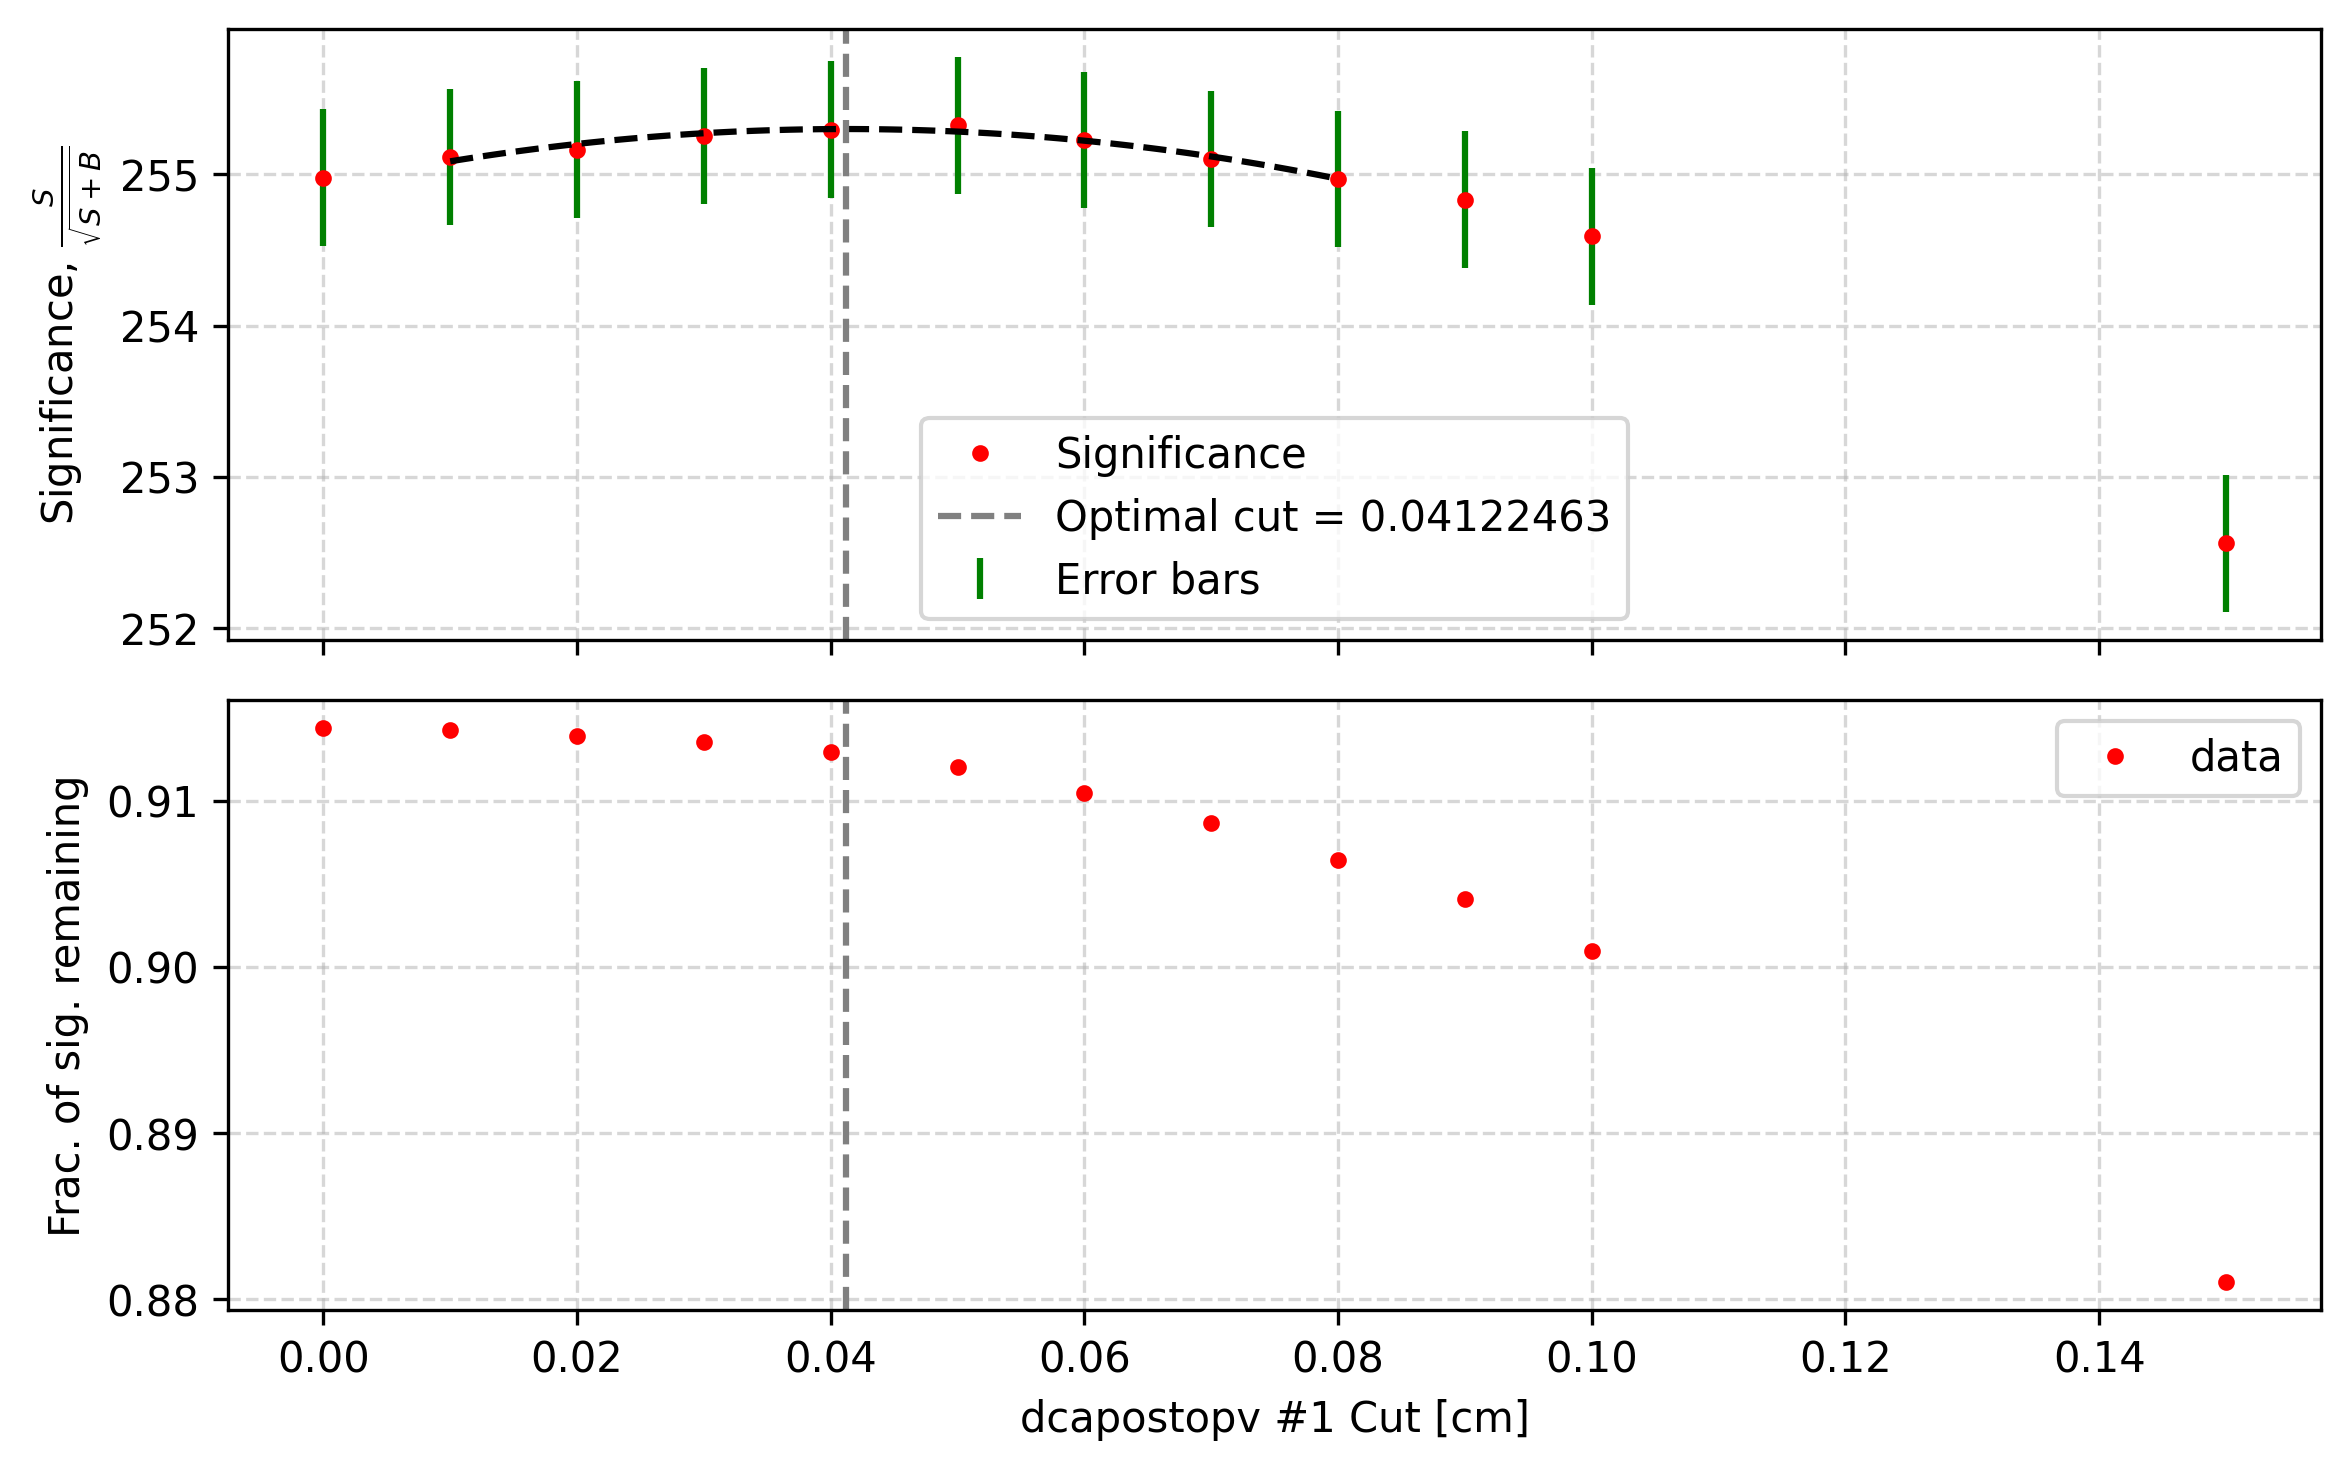 Significance, $\frac{S}{\sqrt{S+B}}$
255
254
253
252
Significance
Optimal cut = 0.04122463
Error bars
Frac. of sig. remaining
0.91
0.90
0.89
0.88
data
0.00 0.02 0.04 0.06 0.08 0.10 0.12 0.14
dcapostopv #1 Cut [cm]